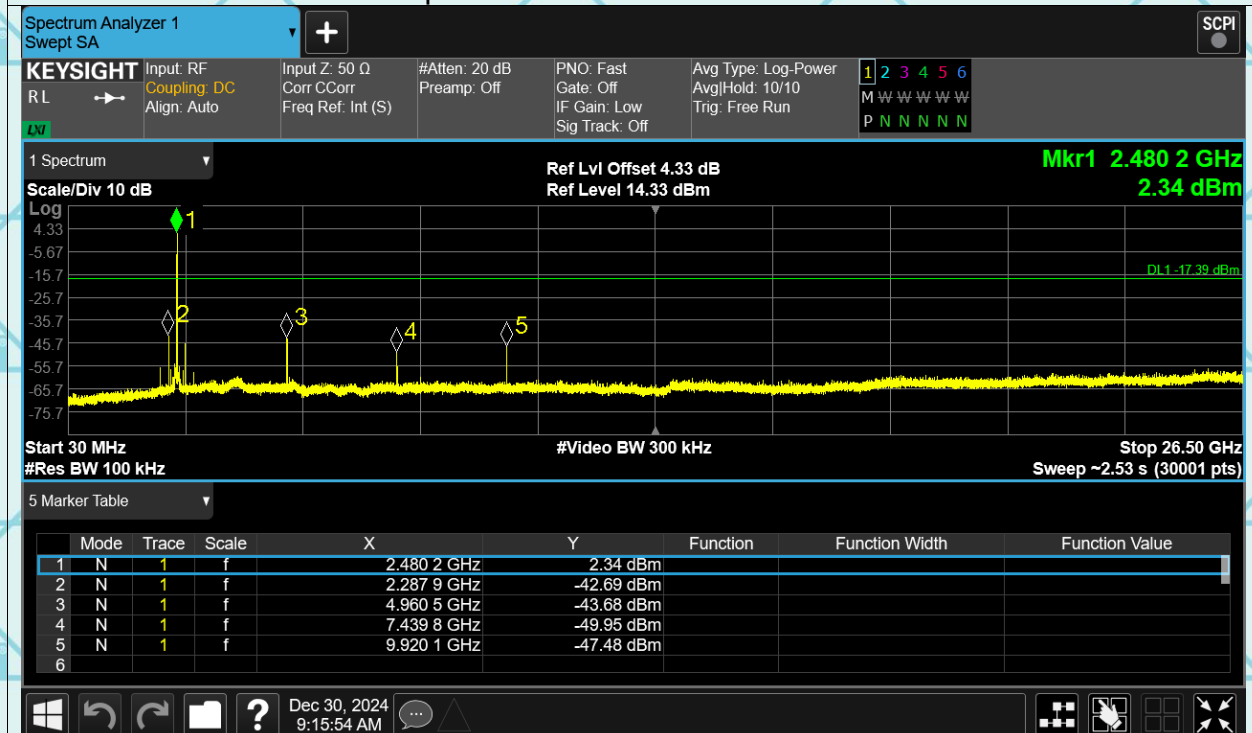 Spectrum Analyzer 1
Swept SA
+
SCPI
KEYSIGHT Input: RF Input Z: 50 Ω #Atten: 20 dB PNO: Fast Avg Type: Log-Power 1 2 3 4 5 6
RL Coupling: DC Corr CCorr Preamp: Off Gate: Off Avg|Hold: 10/10 M W W W W W
Align: Auto Freq Ref: Int (S) IF Gain: Low Trig: Free Run
LXI Sig Track: Off P N N N N N
1 Spectrum Ref Lvl Offset 4.33 dB Mkr1 2.480 2 GHz
Scale/Div 10 dB Ref Level 14.33 dBm 2.34 dBm
Log
1
4.33
-5.67
-15.7 DL1 -17.39 dBm
-25.7
-35.7 2 3 4 5
-45.7
-55.7
-65.7
-75.7
Start 30 MHz #Video BW 300 kHz Stop 26.50 GHz
#Res BW 100 kHz Sweep ~2.53 s (30001 pts)
5 Marker Table
Mode Trace Scale X Y Function Function Width Function Value
1 N 1 f 2.480 2 GHz 2.34 dBm
2 N 1 f 2.287 9 GHz -42.69 dBm
3 N 1 f 4.960 5 GHz -43.68 dBm
4 N 1 f 7.439 8 GHz -49.95 dBm
5 N 1 f 9.920 1 GHz -47.48 dBm
6
? Dec 30, 2024
9:15:54 AM